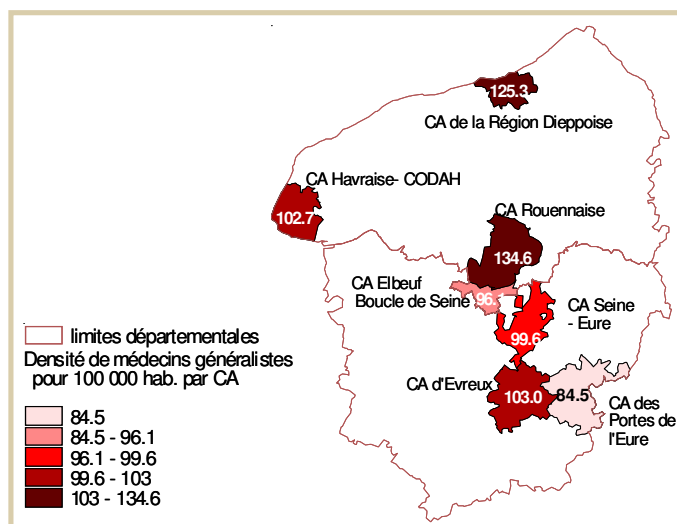 125.3
CA de la Région Dieppoise
CA Havraise- CODAH
102.7
CA Rouennaise
134.6
CA Elbeuf
Boucle de Seine
96.1
CA Seine
- Eure
99.6
limites départementales
Densité de médecins généralistes
pour 100 000 hab. par CA
CA d'Evreux
103.0
84.5
CA des
Portes de
l'Eure
84.5
84.5 - 96.1
96.1 - 99.6
99.6 - 103
103 - 134.6